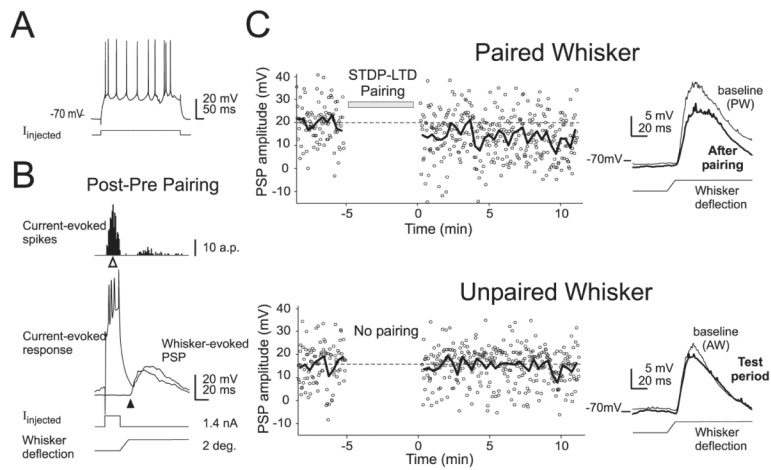 A
-70 mV
20 mV
50 ms
Iinjected
B
Post-Pre Pairing
Current-evoked
spikes
10 a.p.
Current-evoked
response
Whisker-evoked
PSP
20 mV
20 ms
Iinjected
1.4 nA
Whisker
deflection
2 deg.
C
Paired Whisker
STDP-LTD
Pairing
PSP amplitude (mV)
40
30
20
10
0
-10
-5
0
5
10
Time (min)
5 mV
20 ms
baseline
(PW)
After
pairing
-70mV
Whisker
deflection
Unpaired Whisker
No pairing
PSP amplitude (mV)
40
30
20
10
0
-10
-5
0
5
10
Time (min)
5 mV
20 ms
baseline
(AW)
Test
period
-70mV
Whisker
deflection